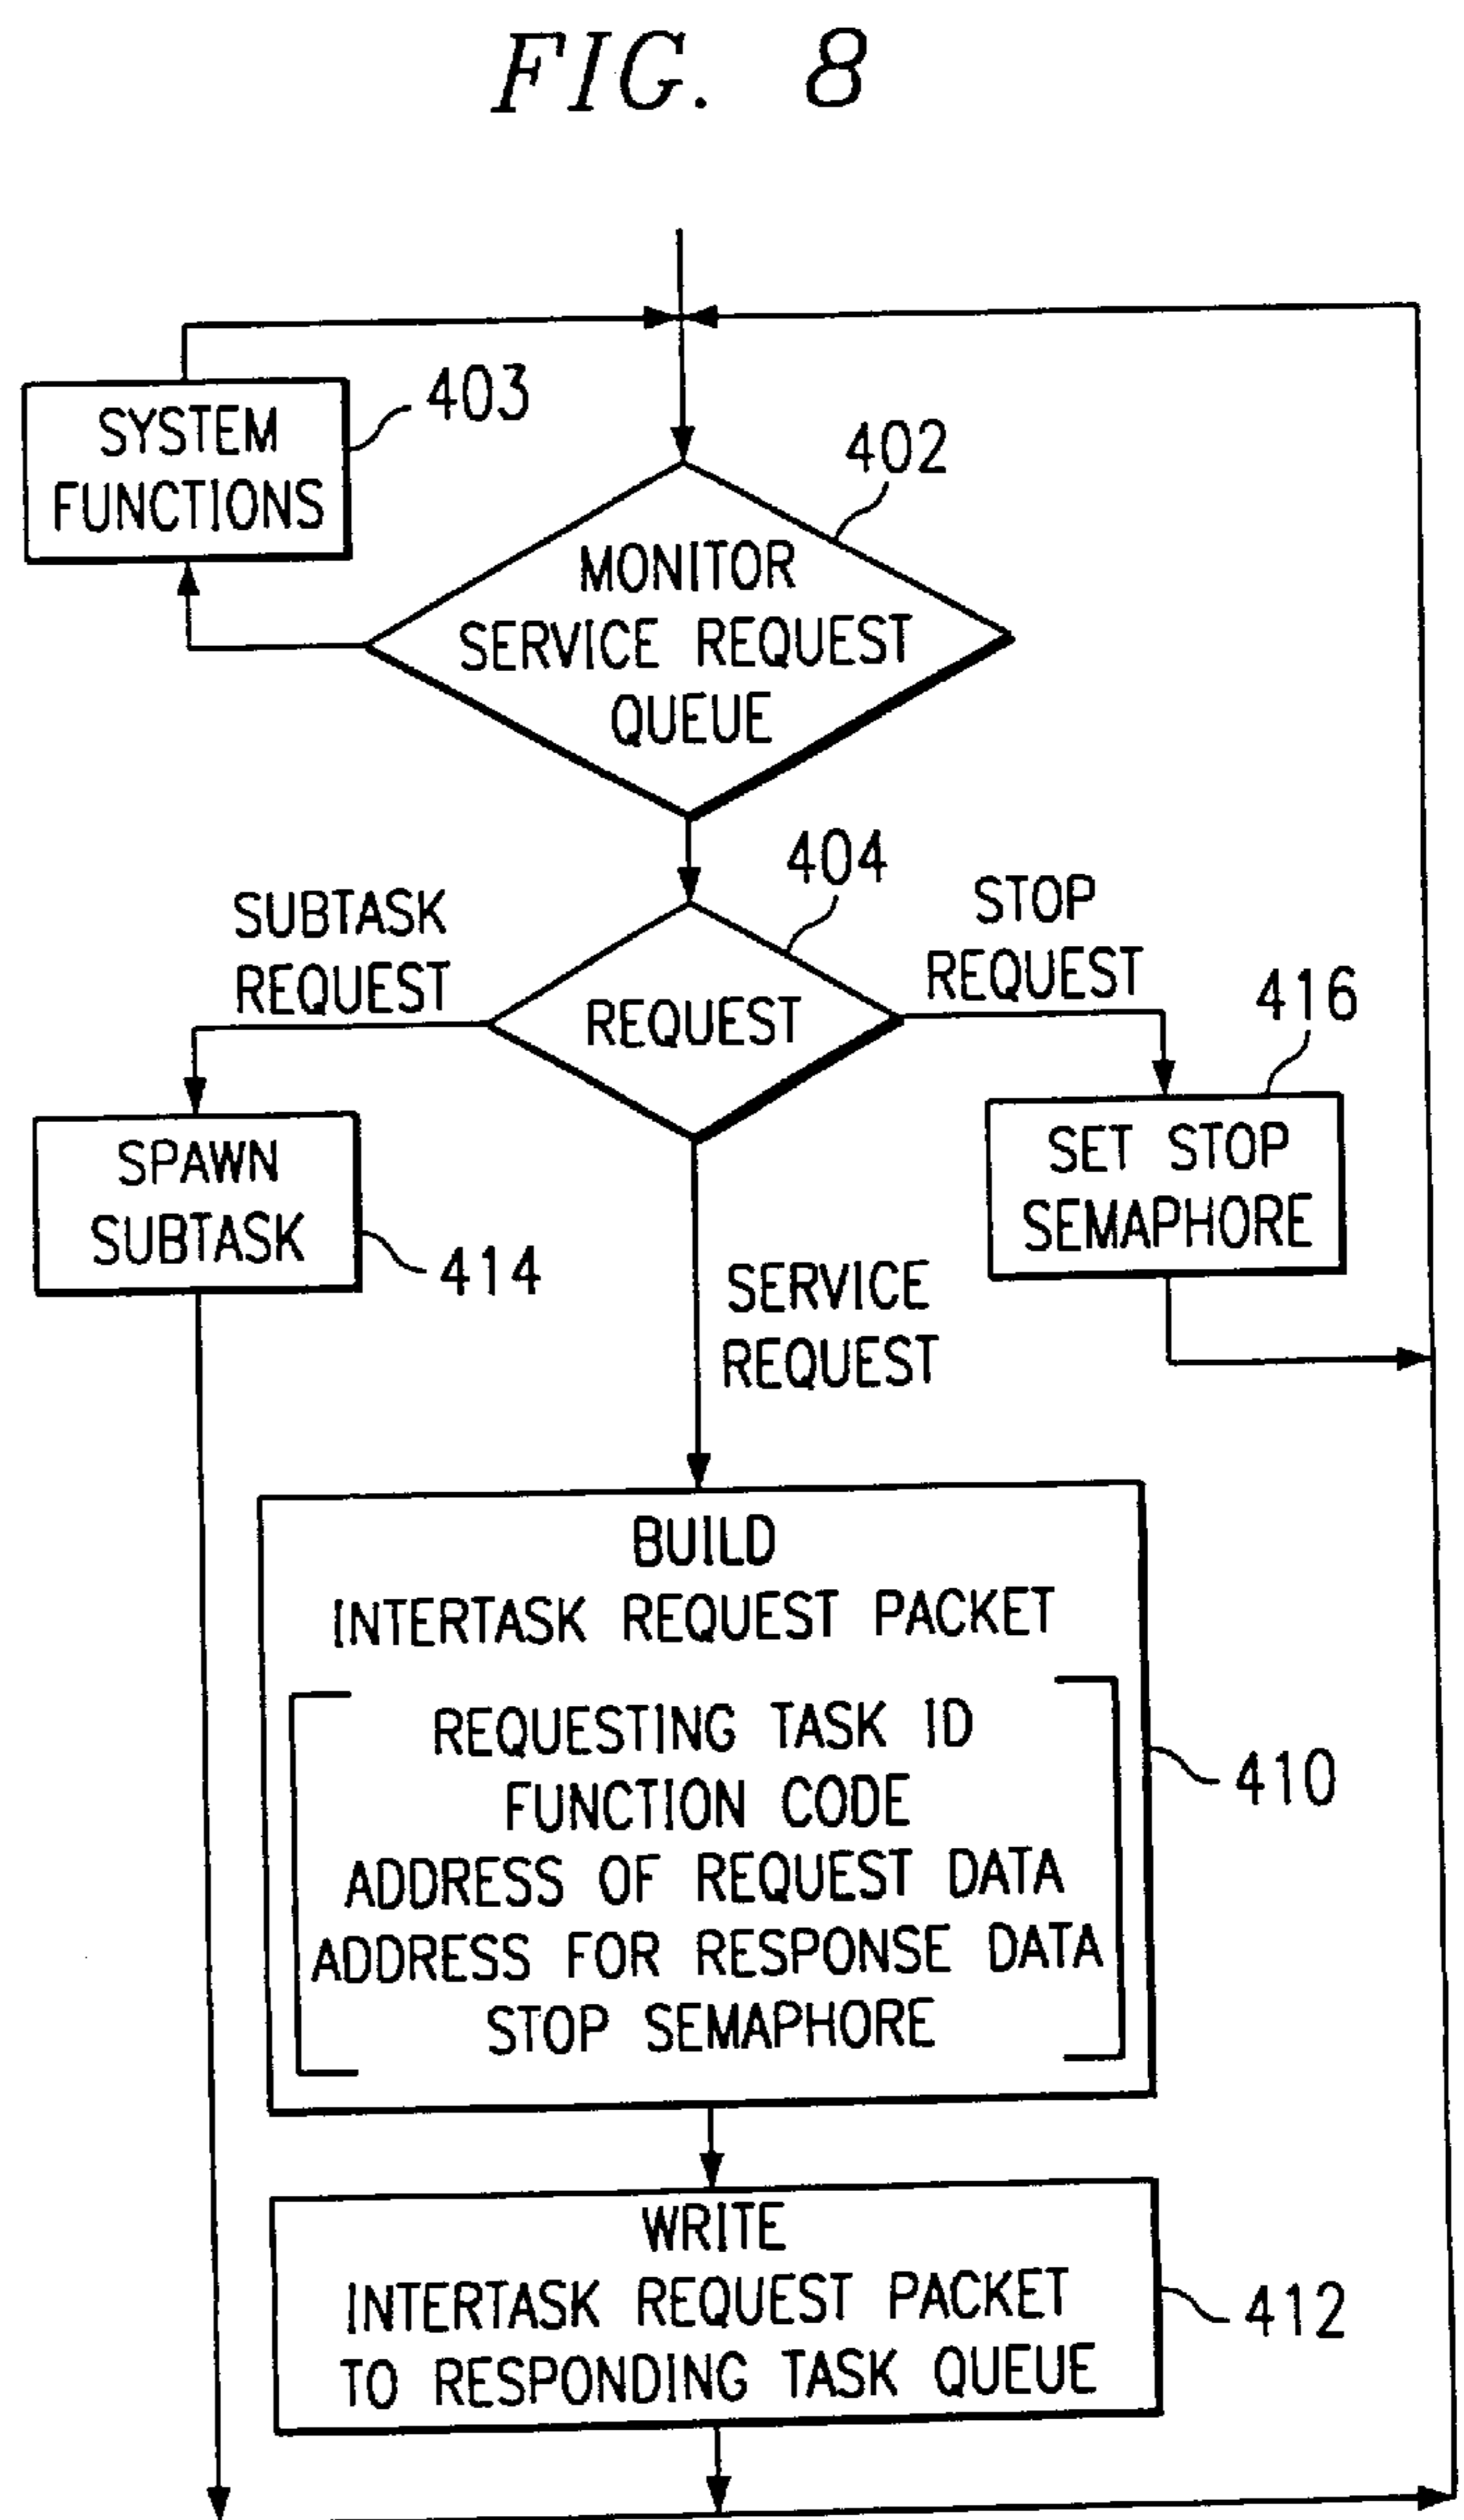 FIG. 8
403
SYSTEM
FUNCTIONS
402
MONITOR
SERVICE REQUEST
QUEUE
404
SUBTASK
REQUEST
STOP
REQUEST
REQUEST
416
SPAWN
SUBTASK
414
SET STOP
SEMAPHORE
SERVICE
REQUEST
BUILD
INTERTASK REQUEST PACKET
REQUESTING TASK ID
FUNCTION CODE
ADDRESS OF REQUEST DATA
ADDRESS FOR RESPONSE DATA
STOP SEMAPHORE
410
WRITE
INTERTASK REQUEST PACKET
TO RESPONDING TASK QUEUE
412